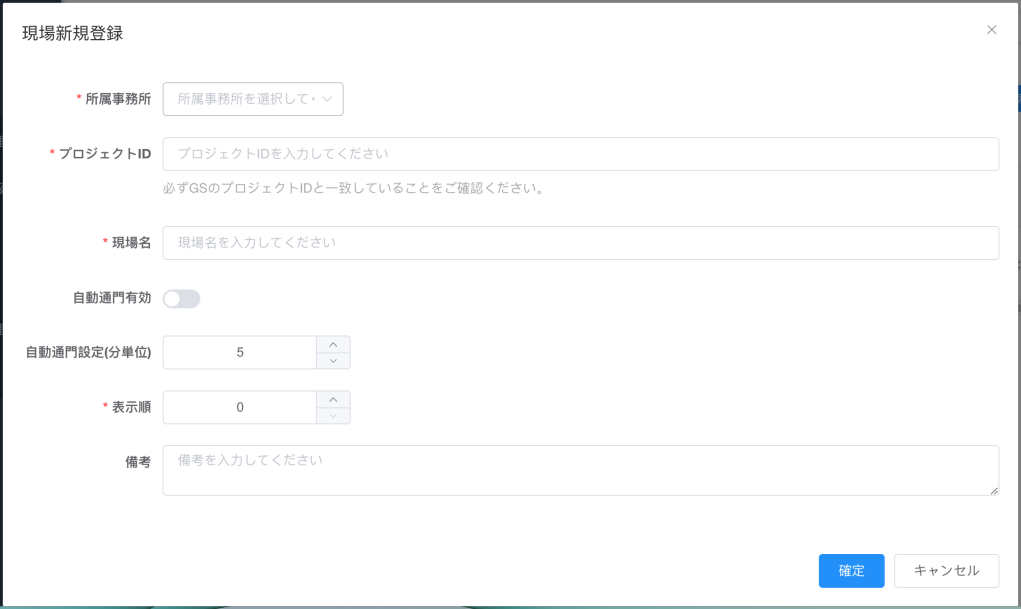 現場新規登録
* 所属事務所 所属事務所を選択して
* プロジェクトID プロジェクトIDを入力してください
必ずGSのプロジェクトIDと一致していることをご確認ください。
* 現場名 現場名を入力してください
自動通門有効
自動通門設定(分単位) 5
* 表示順 0
備考 備考を入力してください
確定 キャンセル